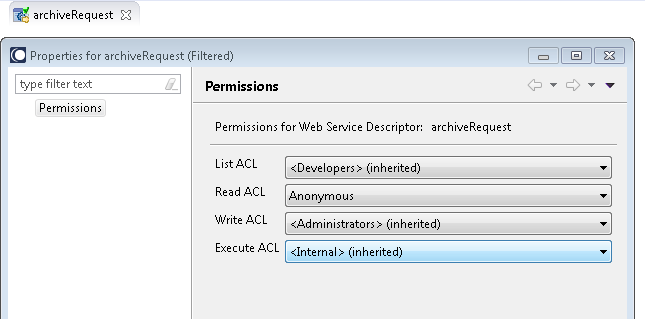 archiveRequest
Properties for archiveRequest (Filtered)
type filter text
Permissions
Permissions
Permissions for Web Service Descriptor: archiveRequest
List ACL <Developers> (inherited)
Read ACL Anonymous
Write ACL <Administrators> (inherited)
Execute ACL <Internal> (inherited)